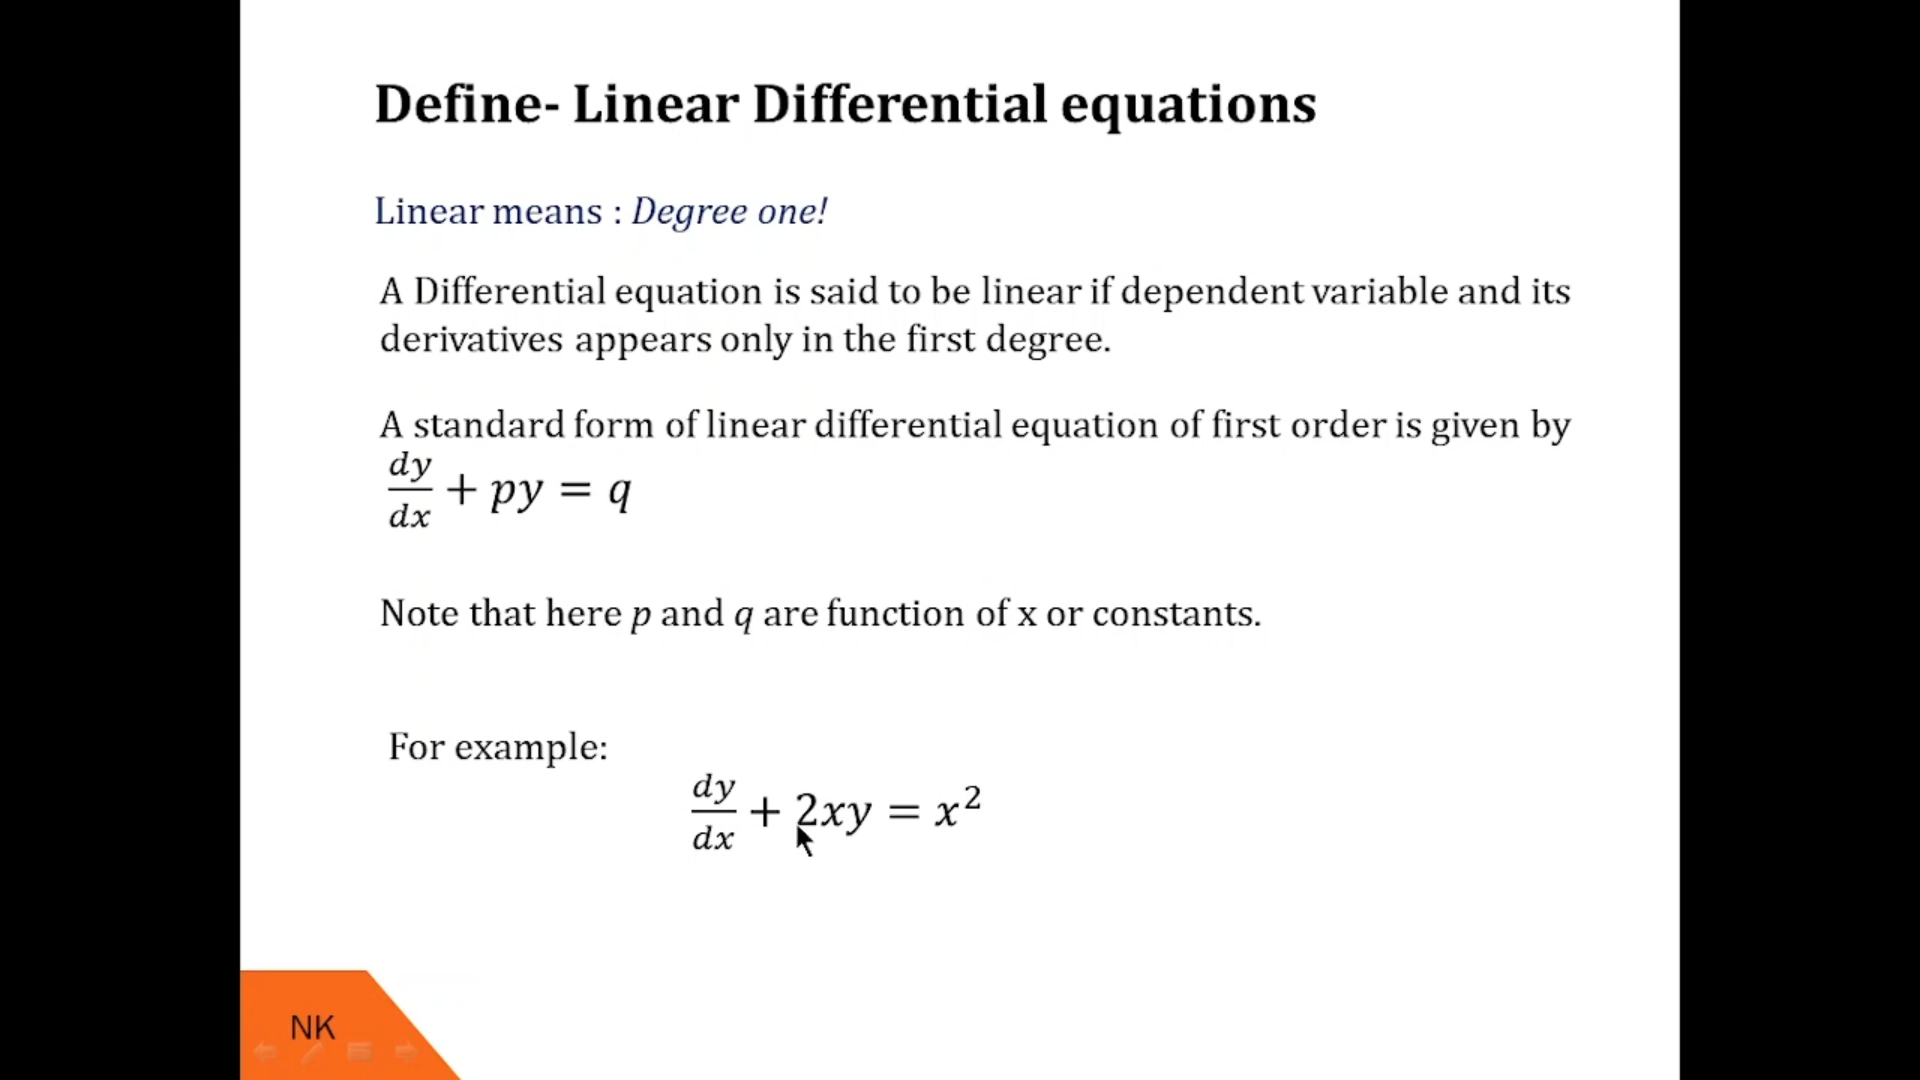 Define- Linear Differential equations
Linear means : Degree one!
A Differential equation is said to be linear if dependent variable and its
derivatives appears only in the first degree.
A standard form of linear differential equation of first order is given by
dy/dx + py = q
Note that here p and q are function of x or constants.
For example:
dy/dx + 2xy = x²
NK